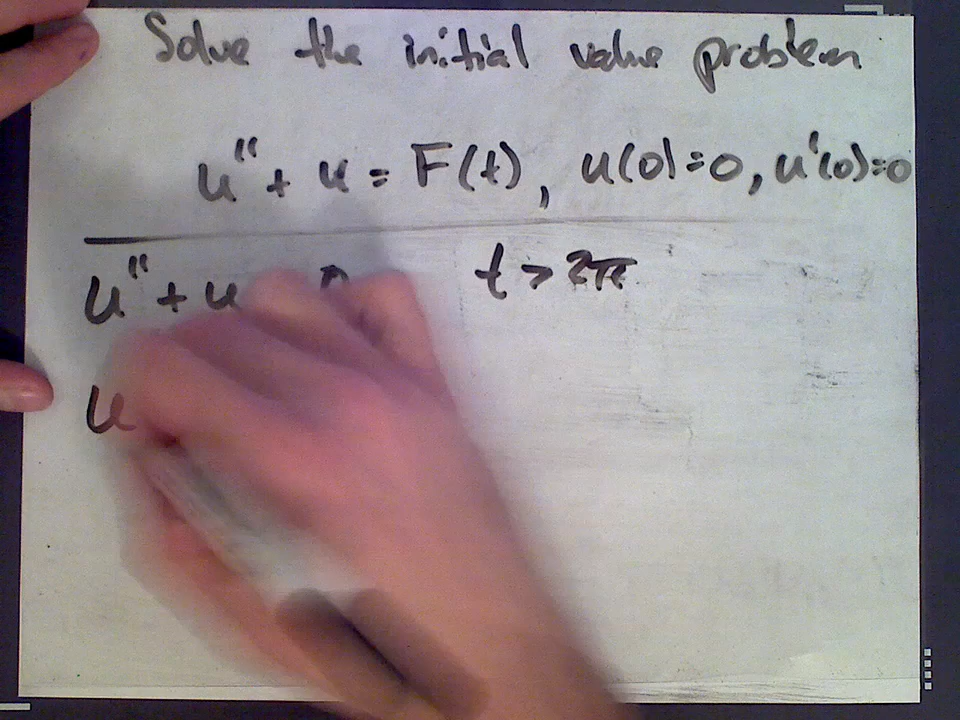 Solve the initial value problem
u" + u = F(t), u(0)=0, u'(0)=0
u" + u t > 2π
u